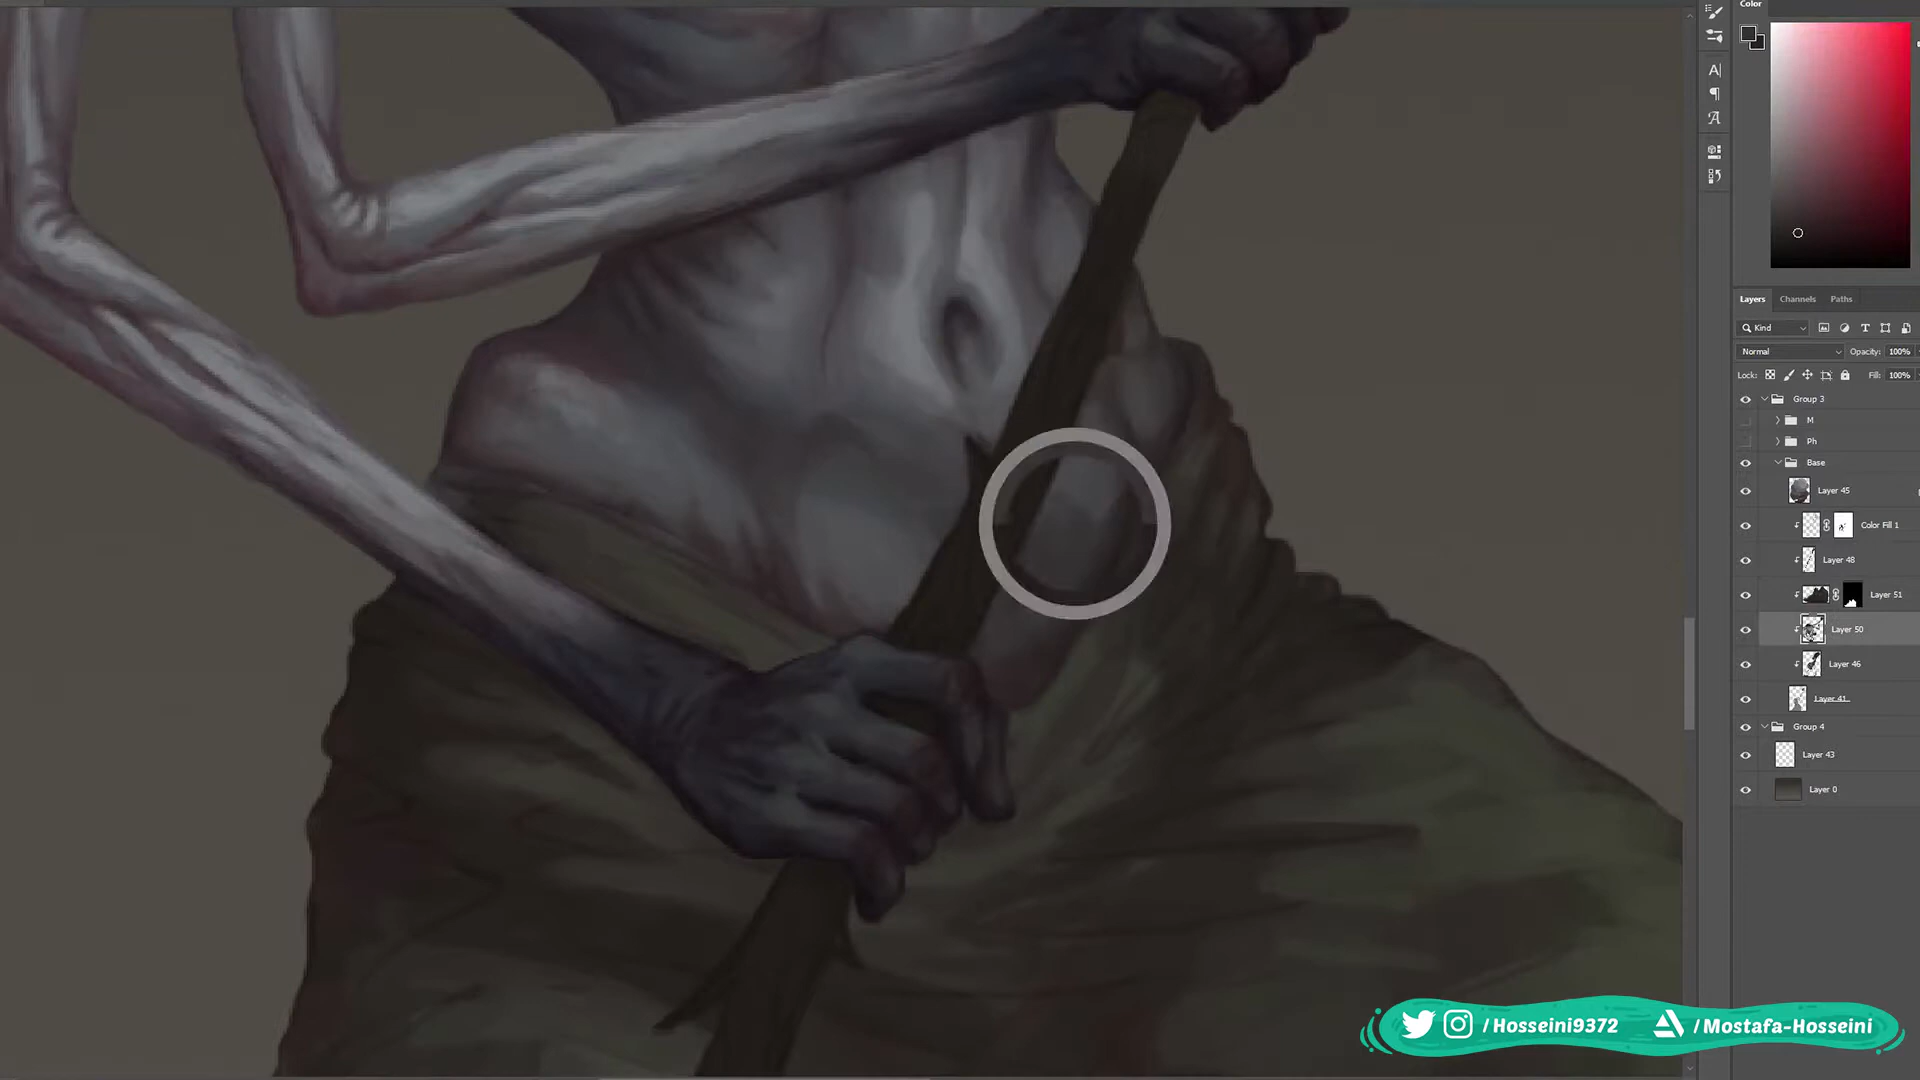 Color
A|
¶
A
Layers Channels Paths
Kind
Normal Opacity: 100%
Lock: Fill: 100%
Group 3
M
Ph
Base
Layer 45
Color Fill 1
Layer 48
Layer 51
Layer 50
Layer 46
Layer 41
Group 4
Layer 43
Layer 0
/Hosseini9372 /Mostafa-Hosseini